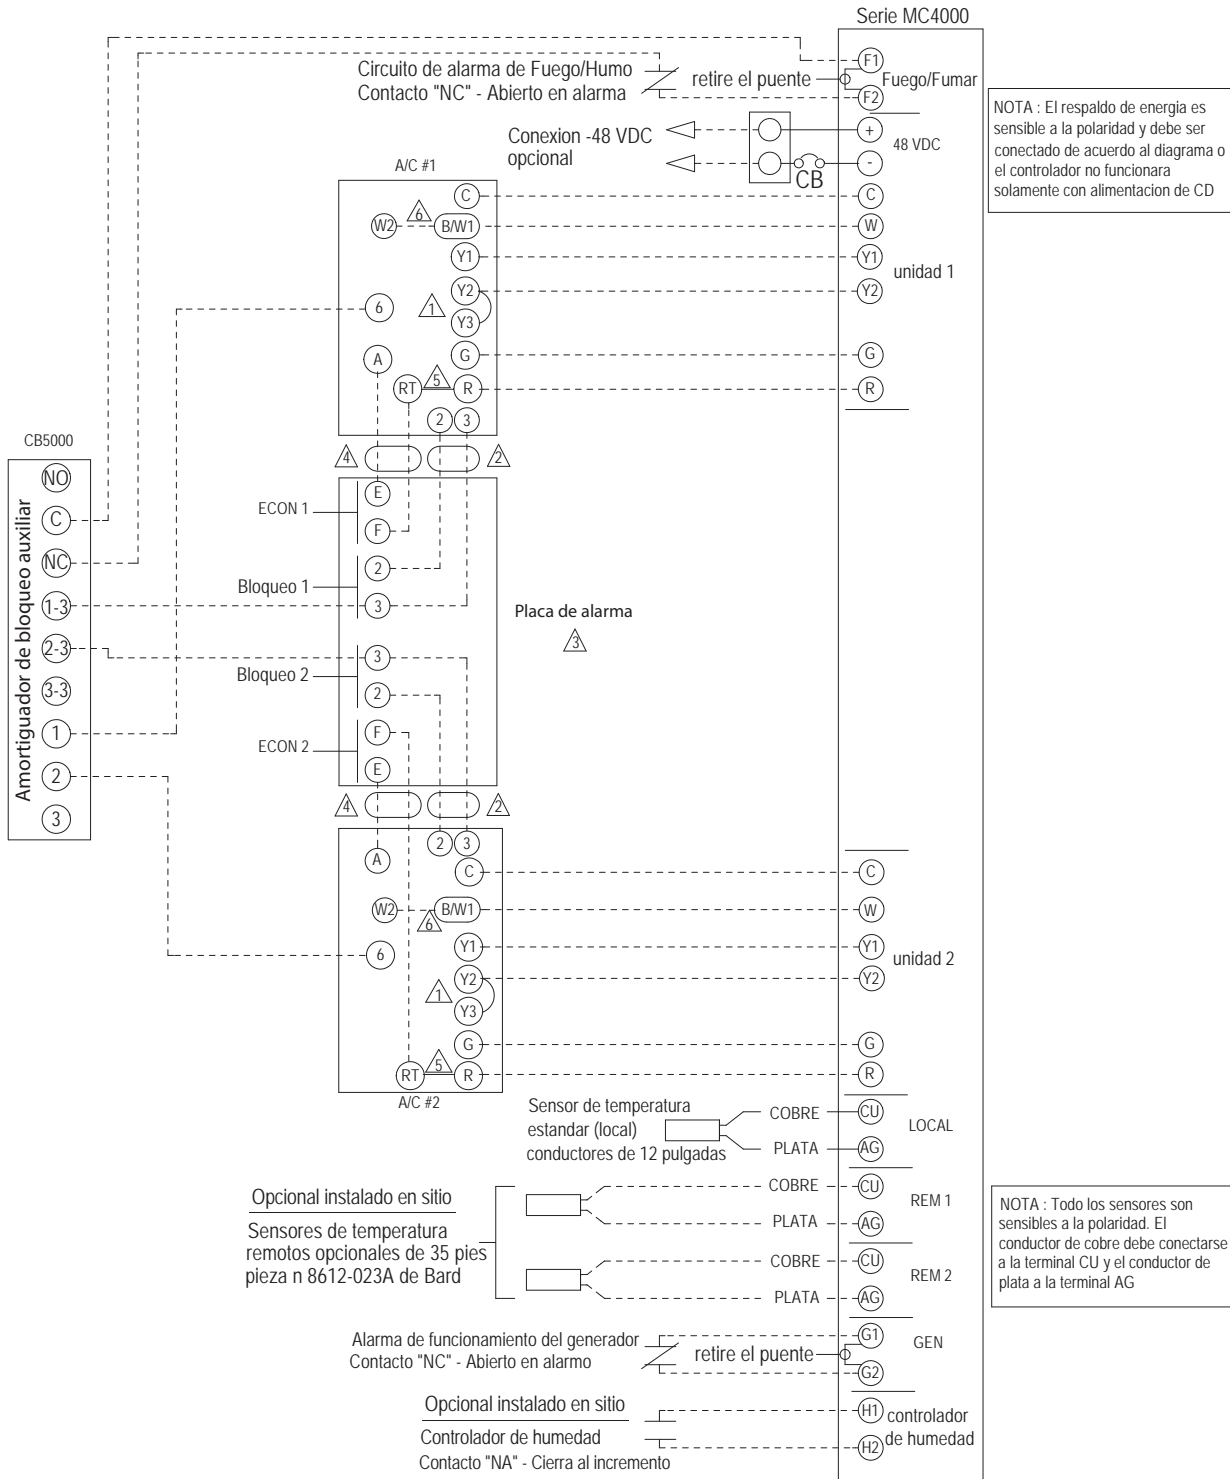 Serie MC4000
F1
Circuito de alarma de Fuego/Humo
Contacto "NC" - Abierto en alarma
retire el puente
Fuego/Fumar
F2
NOTA : El respaldo de energia es
sensible a la polaridad y debe ser
conectado de acuerdo al diagrama o
el controlador no funcionara
solamente con alimentacion de CD
Conexion -48 VDC
opcional
+
48 VDC
-
CB
A/C #1
C
C
W2
6
B/W1
W
Y1
Y1
unidad 1
6
1
Y2
Y2
Y3
A
G
G
RT
5
R
R
2
3
CB5000
4
2
Amortiguador de bloqueo auxiliar
NO
C
NC
1-3
2-3
3-3
1
2
3
ECON 1
E
F
Bloqueo 1
2
3
Placa de alarma
3
Bloqueo 2
3
2
ECON 2
F
E
4
2
2
3
A
C
C
W2
6
B/W1
W
6
Y1
Y1
unidad 2
1
Y2
Y2
Y3
G
G
RT
5
R
R
A/C #2
Sensor de temperatura
estandar (local)
conductores de 12 pulgadas
COBRE
CU
LOCAL
PLATA
AG
Opcional instalado en sitio
Sensores de temperatura
remotos opcionales de 35 pies
pieza n 8612-023A de Bard
COBRE
CU
REM 1
PLATA
AG
COBRE
CU
REM 2
PLATA
AG
NOTA : Todo los sensores son
sensibles a la polaridad. El
conductor de cobre debe conectarse
a la terminal CU y el conductor de
plata a la terminal AG
Alarma de funcionamiento del generador
Contacto "NC" - Abierto en alarmo
retire el puente
G1
GEN
G2
Opcional instalado en sitio
Controlador de humedad
Contacto "NA" - Cierra al incremento
H1
controlador
de humedad
H2